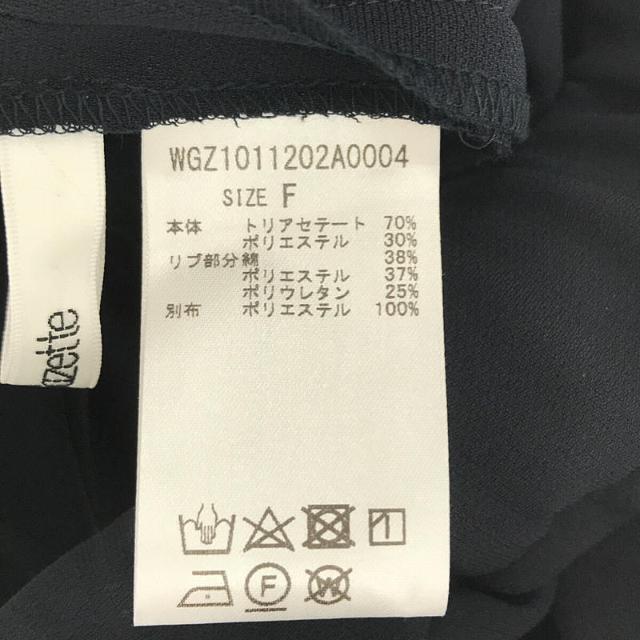 WGZ1011202A0004
SIZE F
本体 トリアセテート 70%
ポリエステル 30%
リブ部分綿 38%
ポリエステル 37%
ポリウレタン 25%
別布 ポリエステル 100%
F
W
zette